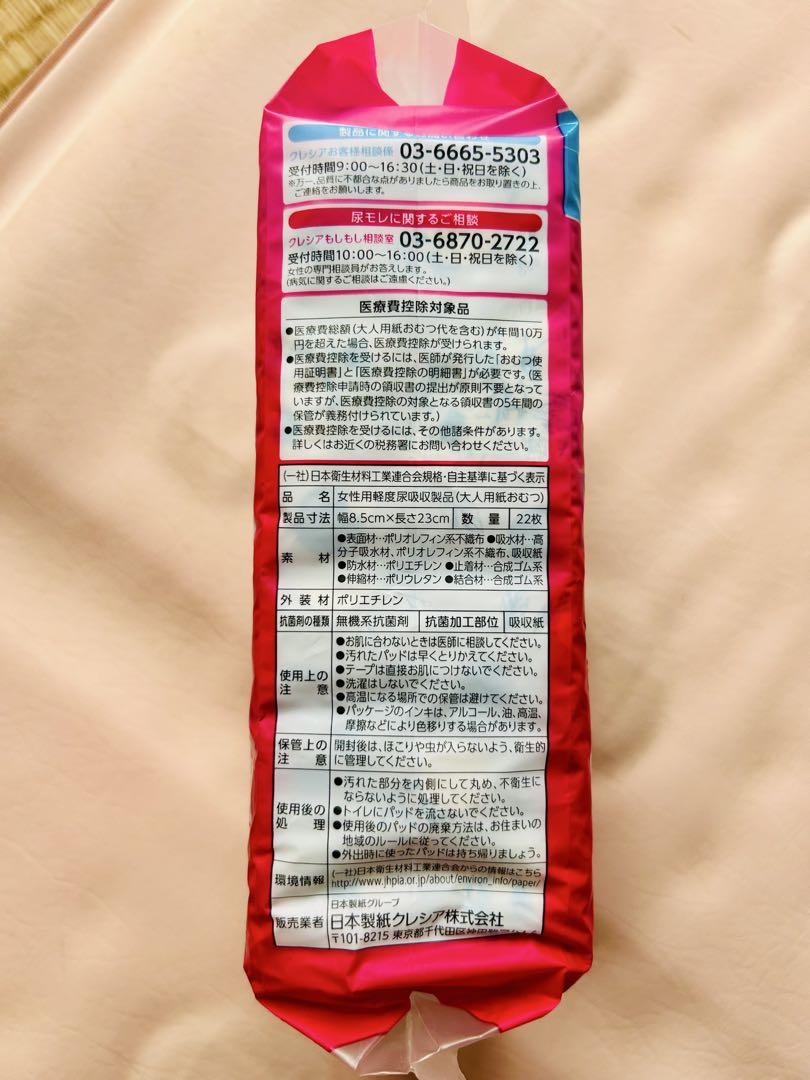 製品に関するお問い合わせ
クレシアお客様相談係 03-6665-5303
受付時間9:00～16:30(土・日・祝日を除く)
※万一、品質に不都合な点がありましたら商品をお取り置きの上、
ご連絡をお願いします。
尿モレに関するご相談
クレシアもしもし相談室 03-6870-2722
受付時間10:00～16:00(土・日・祝日を除く)
女性の専門相談員がお答えします。
(病気に関するご相談はご遠慮ください。)
医療費控除対象品
●医療費総額(大人用紙おむつ代を含む)が年間10万
円を超えた場合、医療費控除が受けられます。
●医療費控除を受けるには、医師が発行した「おむつ使
用証明書」と「医療費控除の明細書」が必要です。(医
療費控除申請時の領収書の提出が原則不要となって
いますが、医療費控除の対象となる領収書の5年間の
保管が義務付けられています。)
●医療費控除を受けるには、その他諸条件があります。
詳しくはお近くの税務署にお問い合わせください。
(一社)日本衛生材料工業連合会規格・自主基準に基づく表示
品名 女性用軽度尿吸収製品(大人用紙おむつ)
製品寸法 幅8.5cm×長さ23cm 数量 22枚
素材 ●表面材…ポリオレフィン系不織布 ●吸水材…高
分子吸水材、ポリオレフィン系不織布、吸収紙
●防水材…ポリエチレン ●止着材…合成ゴム系
●伸縮材…ポリウレタン ●結合材…合成ゴム系
外装材 ポリエチレン
抗菌剤の種類 無機系抗菌剤 抗菌加工部位 吸収紙
使用上の注意 ●お肌に合わないときは医師に相談してください。
●汚れたパッドは早くとりかえてください。
●テープは直接お肌につけないでください。
●洗濯はしないでください。
●高温になる場所での保管は避けてください。
●パッケージのインキは、アルコール、油、高温、
摩擦などにより色移りする場合があります。
保管上の注意 開封後は、ほこりや虫が入らないよう、衛生的
に管理してください。
使用後の処理 ●汚れた部分を内側にして丸め、不衛生に
ならないように処理してください。
●トイレにパッドを流さないでください。
●使用後のパッドの廃棄方法は、お住まいの
地域のルールに従ってください。
●外出時に使ったパッドは持ち帰りましょう。
環境情報 (一社)日本衛生材料工業連合会からの情報はこちら
http://www.jhpia.or.jp/about/environ_info/paper/
販売業者 日本製紙グループ
日本製紙クレシア株式会社
〒101-8215 東京都千代田区神田駿河台4-6